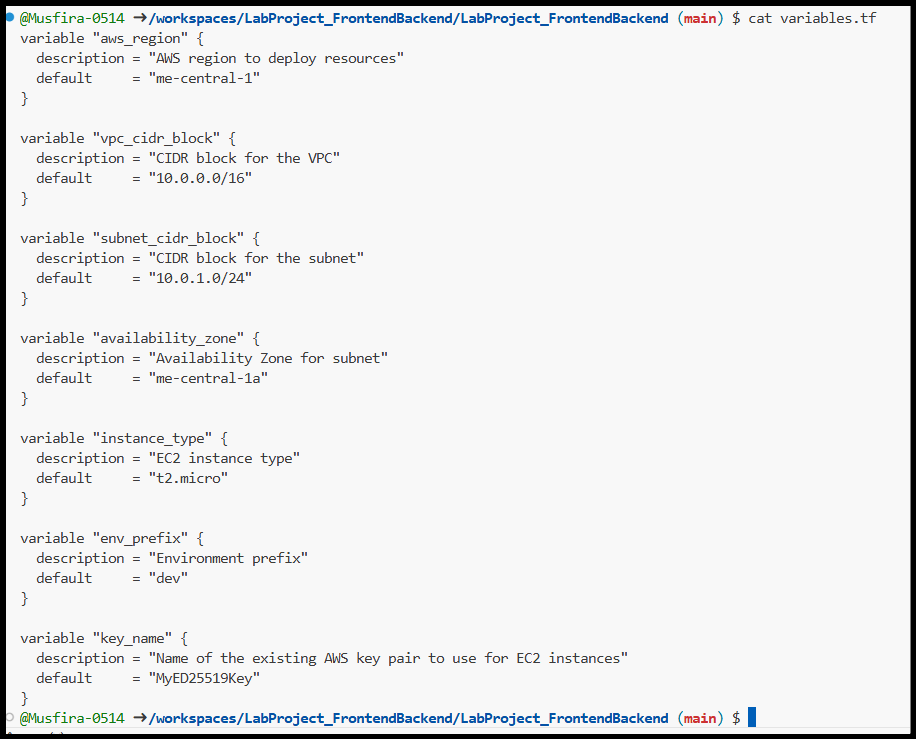 @Musfira-0514 ➜/workspaces/LabProject_FrontendBackend/LabProject_FrontendBackend (main) $ cat variables.tf
variable "aws_region" {
  description = "AWS region to deploy resources"
  default     = "me-central-1"
}

variable "vpc_cidr_block" {
  description = "CIDR block for the VPC"
  default     = "10.0.0.0/16"
}

variable "subnet_cidr_block" {
  description = "CIDR block for the subnet"
  default     = "10.0.1.0/24"
}

variable "availability_zone" {
  description = "Availability Zone for subnet"
  default     = "me-central-1a"
}

variable "instance_type" {
  description = "EC2 instance type"
  default     = "t2.micro"
}

variable "env_prefix" {
  description = "Environment prefix"
  default     = "dev"
}

variable "key_name" {
  description = "Name of the existing AWS key pair to use for EC2 instances"
  default     = "MyED25519Key"
}
@Musfira-0514 ➜/workspaces/LabProject_FrontendBackend/LabProject_FrontendBackend (main) $